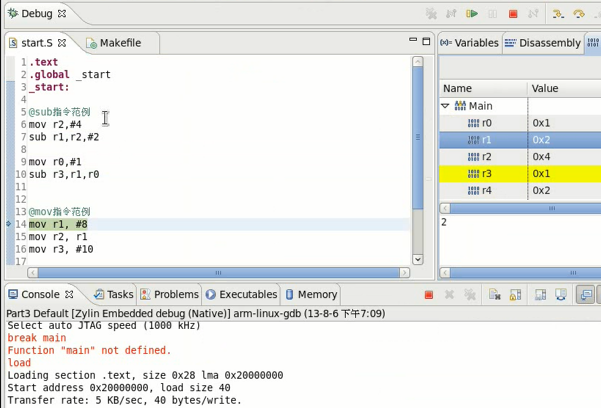 Debug
start.S
Makefile
1 .text
2 .global _start
3 _start:
4
5 @sub指令范例
6 mov r2,#4
7 sub r1,r2,#2
8
9 mov r0,#1
10 sub r3,r1,r0
11
12
13 @mov指令范例
14 mov r1, #8
15 mov r2, r1
16 mov r3, #10
17
(x)= Variables
Disassembly
Name Value
Main
r0 0x1
r1 0x2
r2 0x4
r3 0x1
r4 0x2
2
Console
Tasks
Problems
Executables
Memory
Part3 Default [Zylin Embedded debug (Native)] arm-linux-gdb (13-8-6 下午7:09)
Select auto JTAG speed (1000 kHz)
break main
Function "main" not defined.
load
Loading section .text, size 0x28 lma 0x20000000
Start address 0x20000000, load size 40
Transfer rate: 5 KB/sec, 40 bytes/write.